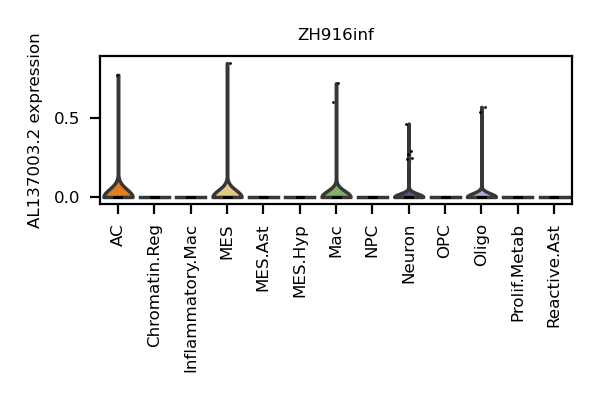 ZH916inf
AL137003.2 expression
0.5
0.0
AC
Chromatin.Reg
Inflammatory.Mac
MES
MES.Ast
MES.Hyp
Mac
NPC
Neuron
OPC
Oligo
Prolif.Metab
Reactive.Ast